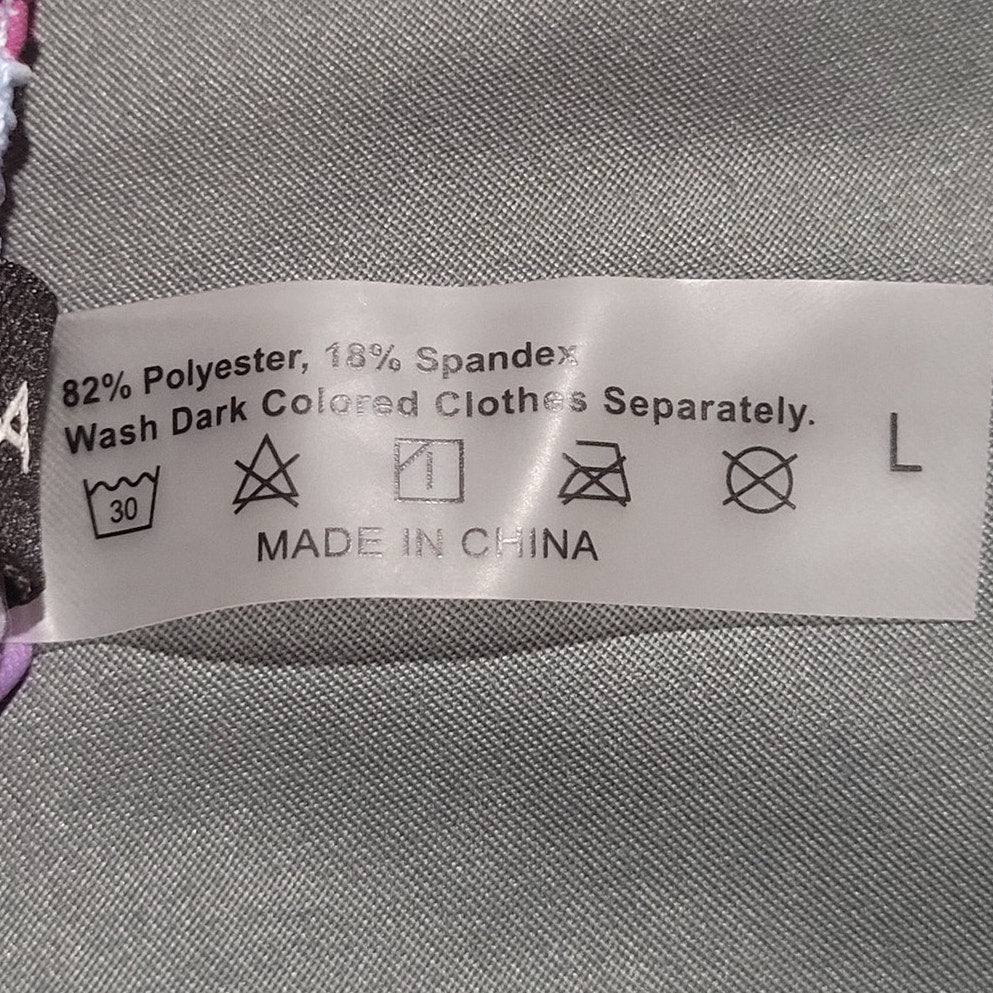 82% Polyester, 18% Spandex
Wash Dark Colored Clothes Separately.
30
L
MADE IN CHINA
A